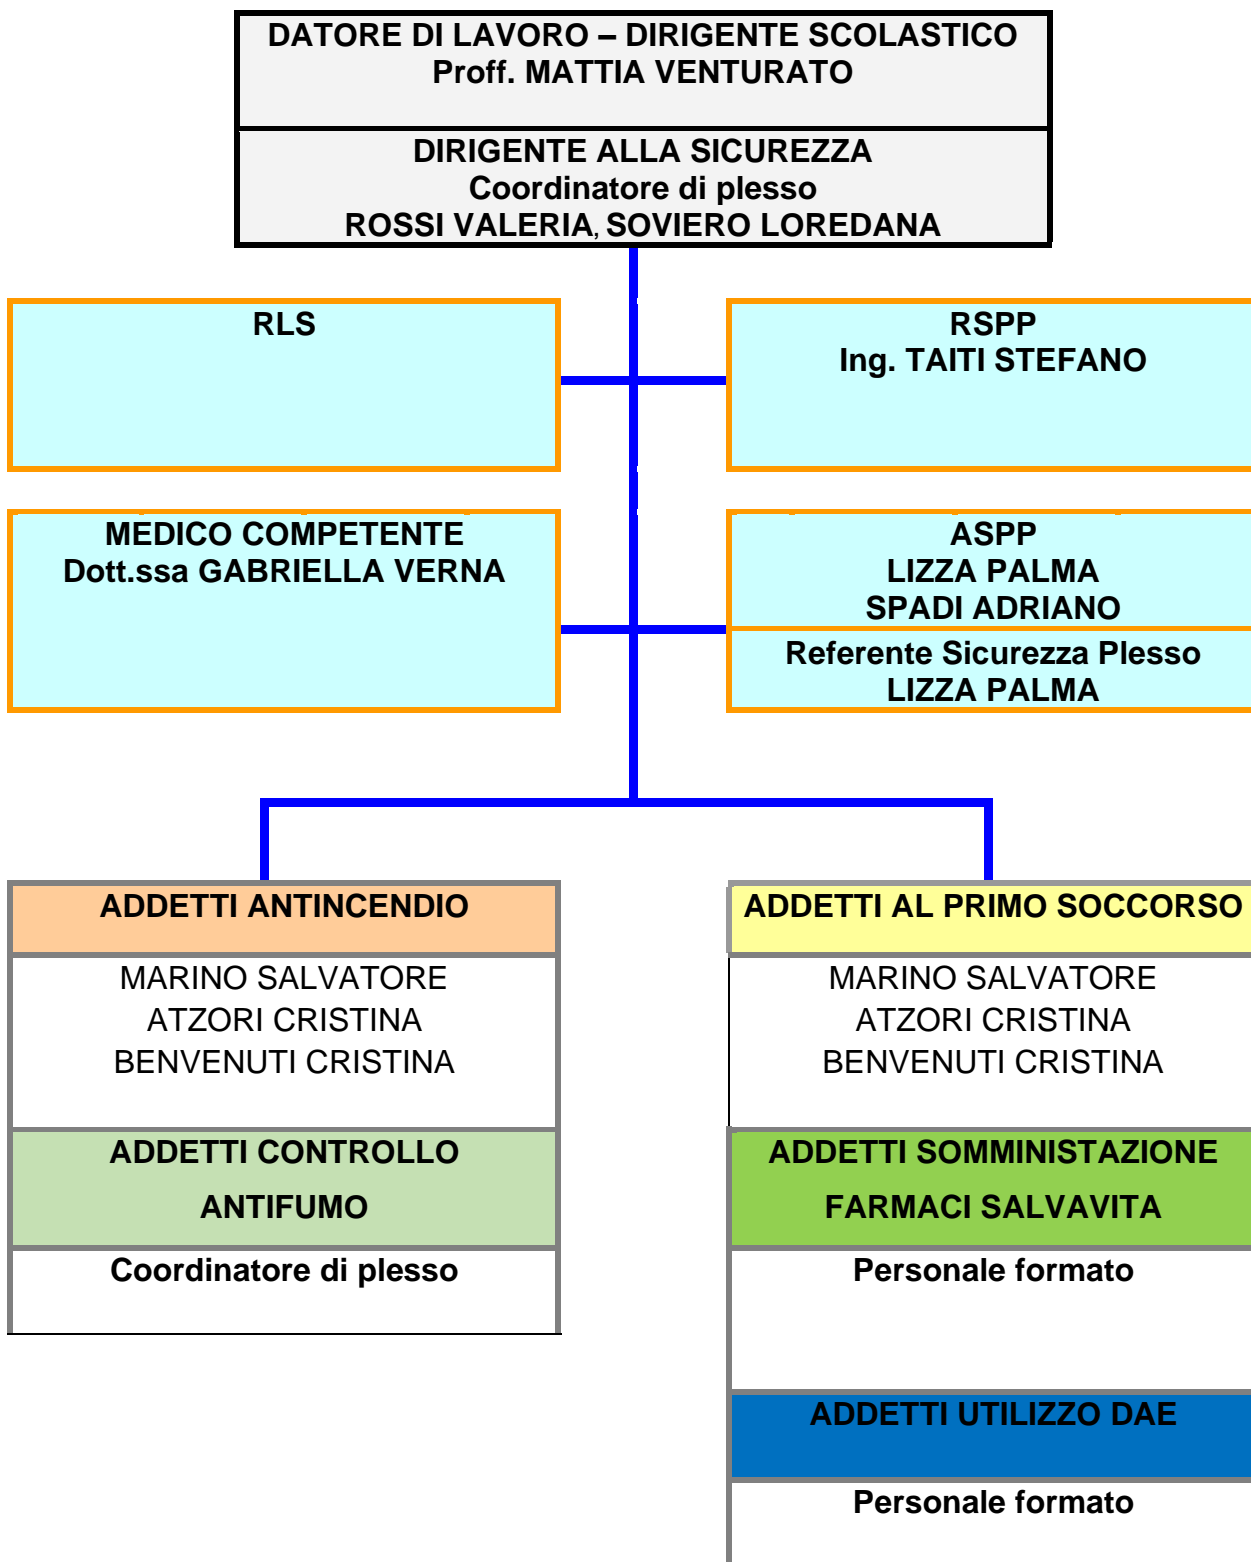 DATORE DI LAVORO – DIRIGENTE SCOLASTICO
Proff. MATTIA VENTURATO
DIRIGENTE ALLA SICUREZZA
Coordinatore di plesso
ROSSI VALERIA, SOVIERO LOREDANA
RLS
RSPP
Ing. TAITI STEFANO
MEDICO COMPETENTE
Dott.ssa GABRIELLA VERNA
ASPP
LIZZA PALMA
SPADI ADRIANO
Referente Sicurezza Plesso
LIZZA PALMA
ADDETTI ANTINCENDIO
MARINO SALVATORE
ATZORI CRISTINA
BENVENUTI CRISTINA
ADDETTI CONTROLLO
ANTIFUMO
Coordinatore di plesso
ADDETTI AL PRIMO SOCCORSO
MARINO SALVATORE
ATZORI CRISTINA
BENVENUTI CRISTINA
ADDETTI SOMMINISTAZIONE
FARMACI SALVAVITA
Personale formato
ADDETTI UTILIZZO DAE
Personale formato